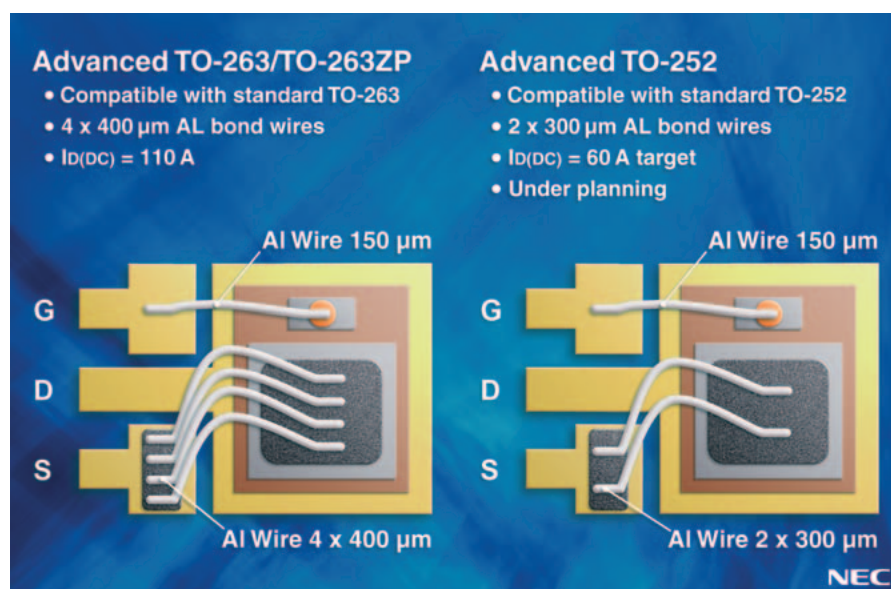 Advanced TO-263/TO-263ZP
• Compatible with standard TO-263
• 4 x 400 µm AL bond wires
• ID(DC) = 110 A
Al Wire 150 µm
G
D
S
Al Wire 4 x 400 µm
Advanced TO-252
• Compatible with standard TO-252
• 2 x 300 µm AL bond wires
• ID(DC) = 60 A target
• Under planning
Al Wire 150 µm
G
D
S
Al Wire 2 x 300 µm
NEC